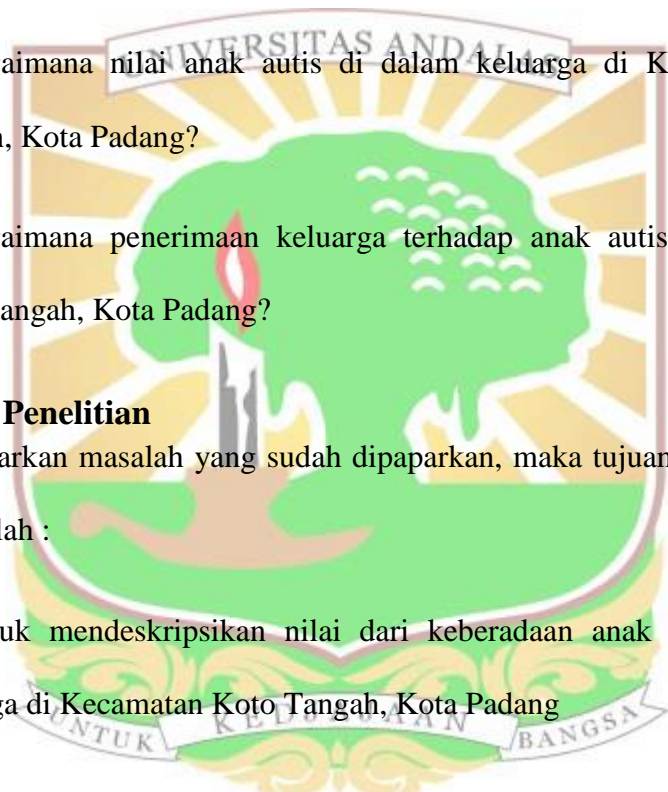 UNIVERSITAS ANDALAS
aimana nilai anak autis di dalam keluarga di K
n, Kota Padang?
aimana penerimaan keluarga terhadap anak autis
angah, Kota Padang?
Penelitian
arkan masalah yang sudah dipaparkan, maka tujuan
lah :
uk mendeskripsikan nilai dari keberadaan anak
ga di Kecamatan Koto Tangah, Kota Padang
UNTUK KEDJAJAAN BANGSA